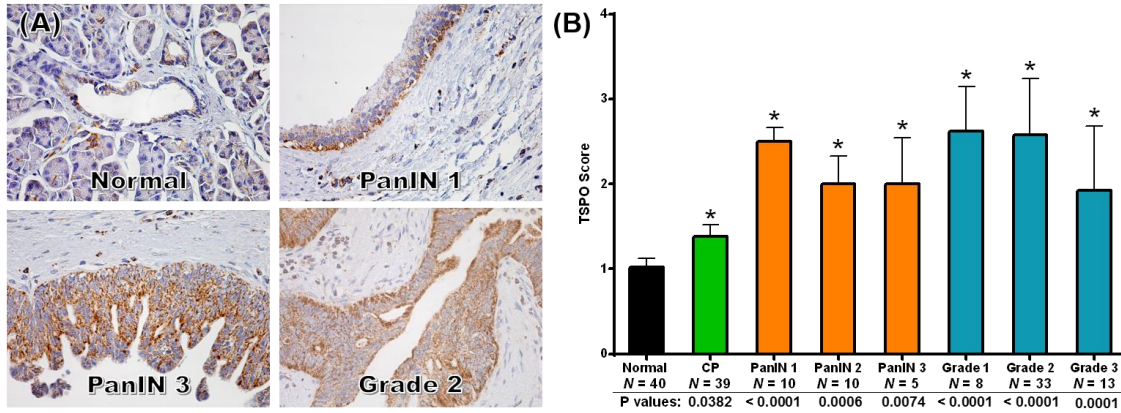 (A)
Normal
PanIN 1
PanIN 3
Grade 2
(B)
TSPO Score
4
3
2
1
0
* * * * * * *
Normal CP PanIN 1 PanIN 2 PanIN 3 Grade 1 Grade 2 Grade 3
N = 40 N = 39 N = 10 N = 10 N = 5 N = 8 N = 33 N = 13
P values: 0.0382 < 0.0001 0.0006 0.0074 < 0.0001 < 0.0001 0.0001